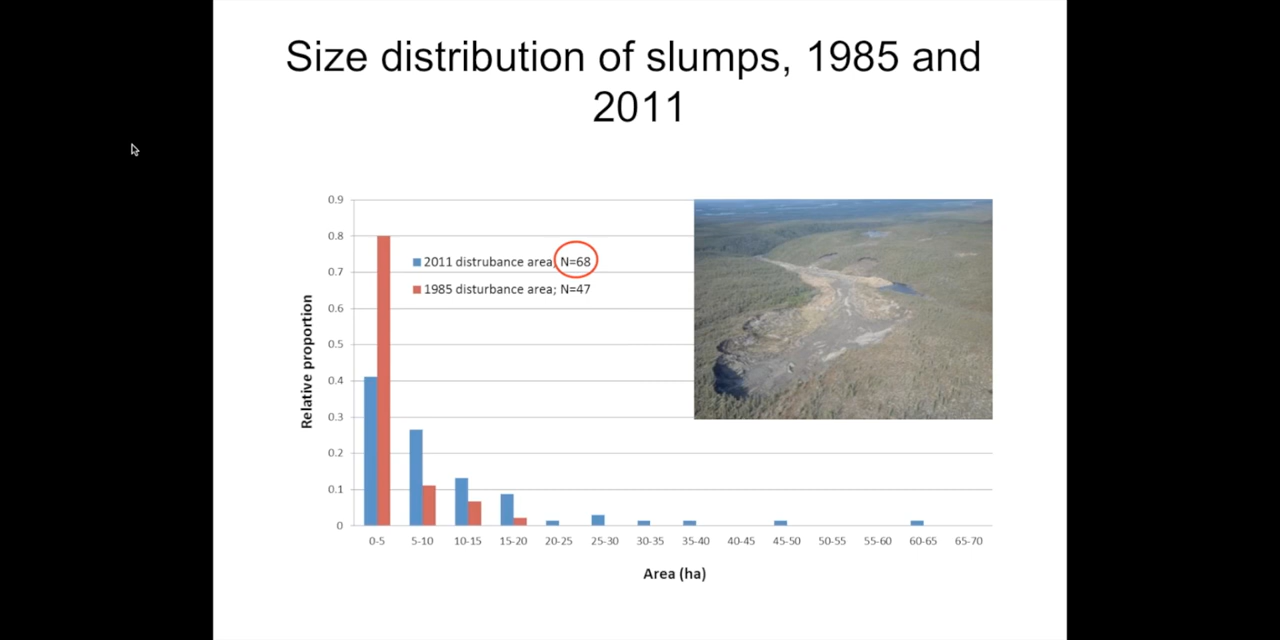 Size distribution of slumps, 1985 and
2011
0.9
0.8
0.7
0.6
0.5
0.4
0.3
0.2
0.1
0
Relative proportion
2011 distrubance area; N=68
1985 disturbance area; N=47
0-5 5-10 10-15 15-20 20-25 25-30 30-35 35-40 40-45 45-50 50-55 55-60 60-65 65-70
Area (ha)